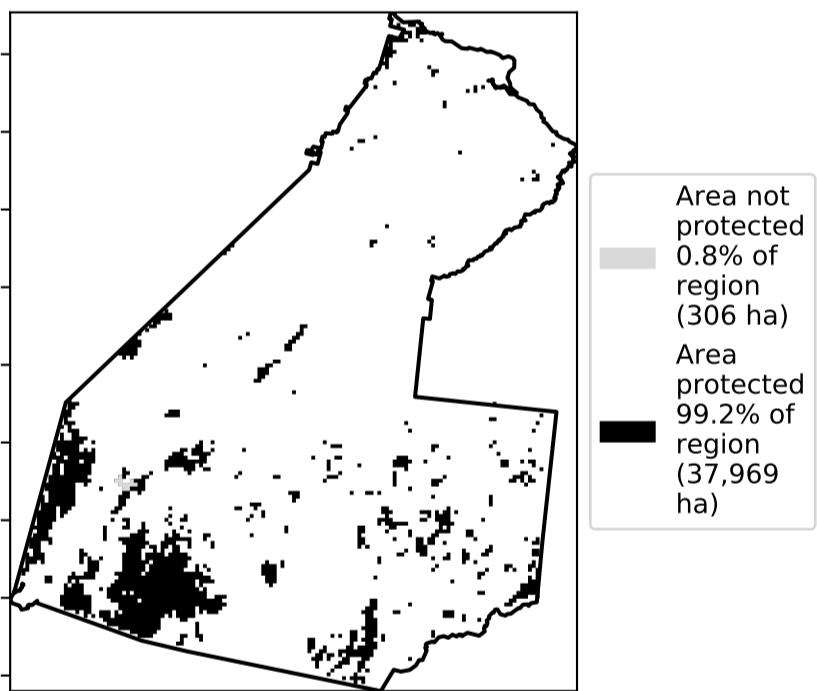 Area not
protected
0.8% of
region
(306 ha)
Area
protected
99.2% of
region
(37,969
ha)